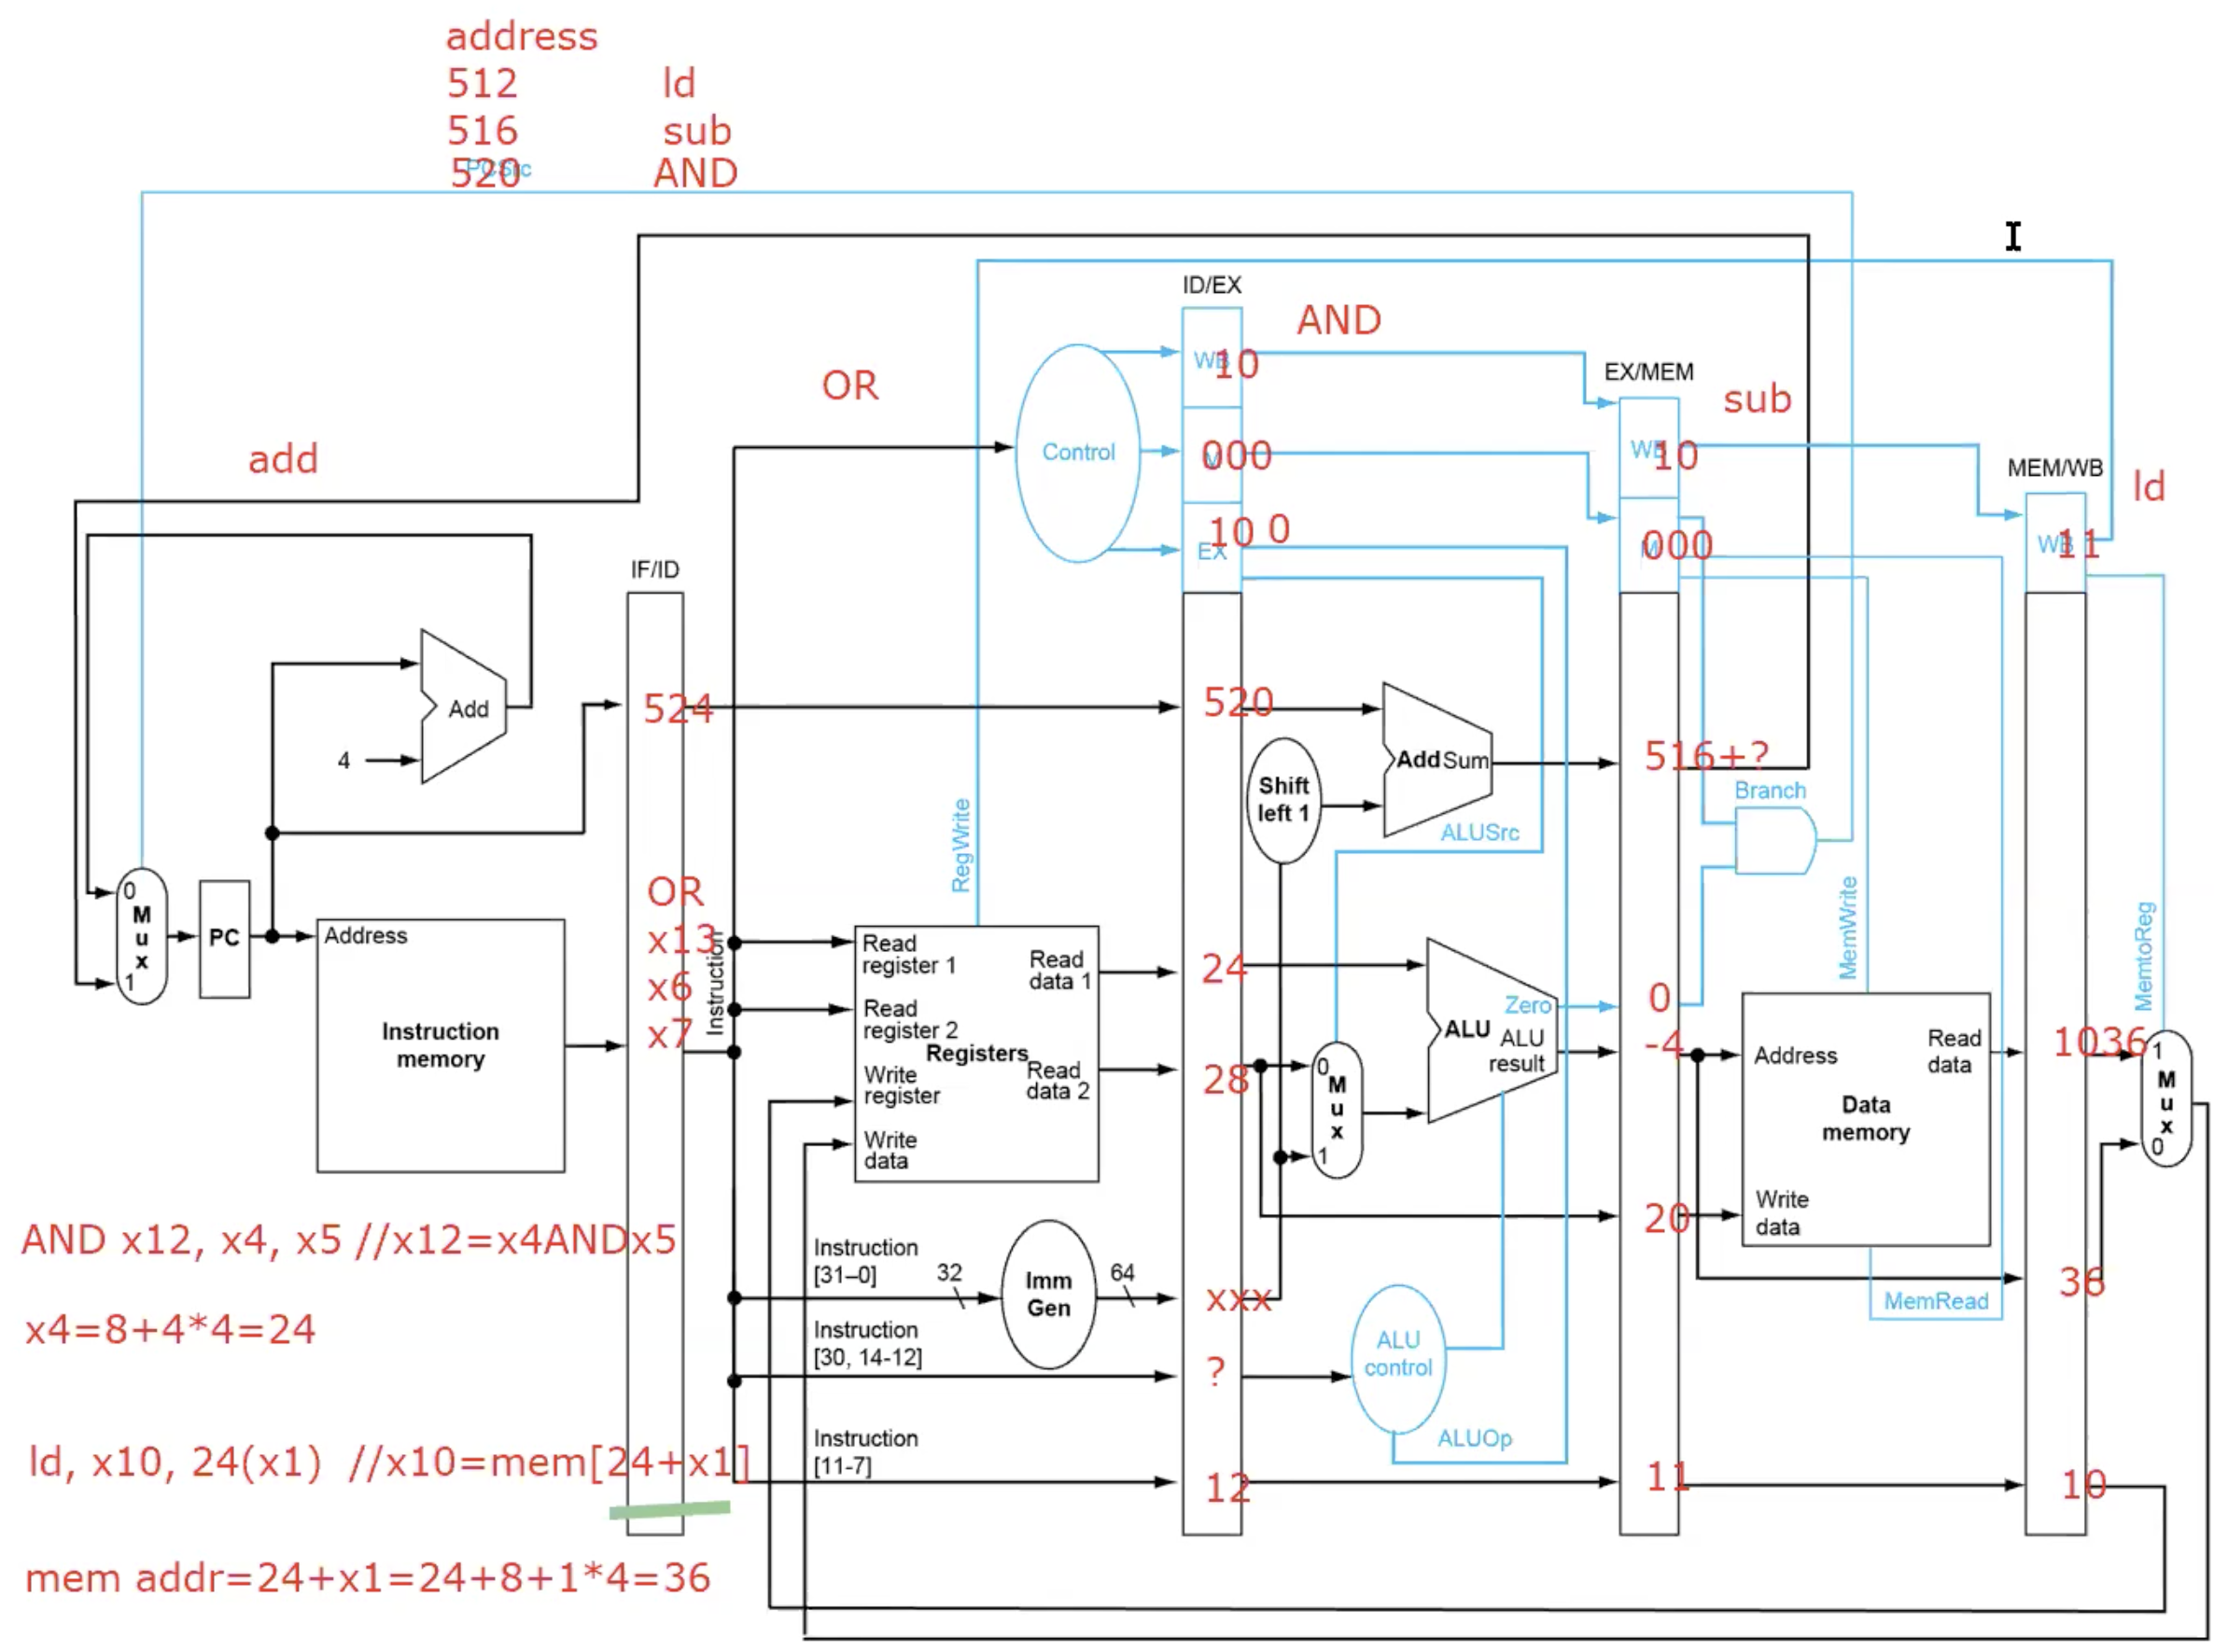 address
512 ld
516 sub
PCSrc
520 AND
ID/EX
AND
WB 10
EX/MEM
OR
sub
Control
M 000
WB 10
add
MEM/WB
ld
EX 10 0
M 000
WB 11
IF/ID
Add
4
524
520
Add Sum
516+?
Shift
left 1
Branch
ALUSrc
RegWrite
MemWrite
MemtoReg
0
M
u
x
1
PC
Address
Instruction
memory
OR
x13
x6
x7
Instruction
Read
register 1
Read
register 2
Registers
Write
register
Write
data
Read
data 1
Read
data 2
24
28
0
M
u
x
1
ALU
Zero
ALU
result
0
-4
Address
Read
data
Data
memory
Write
data
20
1036
1
M
u
x
0
36
MemRead
AND x12, x4, x5 //x12=x4ANDx5
x4=8+4*4=24
Instruction
[31–0]
32
Imm
Gen
64
xxx
Instruction
[30, 14-12]
?
ALU
control
ALUOp
ld, x10, 24(x1) //x10=mem[24+x1]
Instruction
[11-7]
12
11
10
mem addr=24+x1=24+8+1*4=36